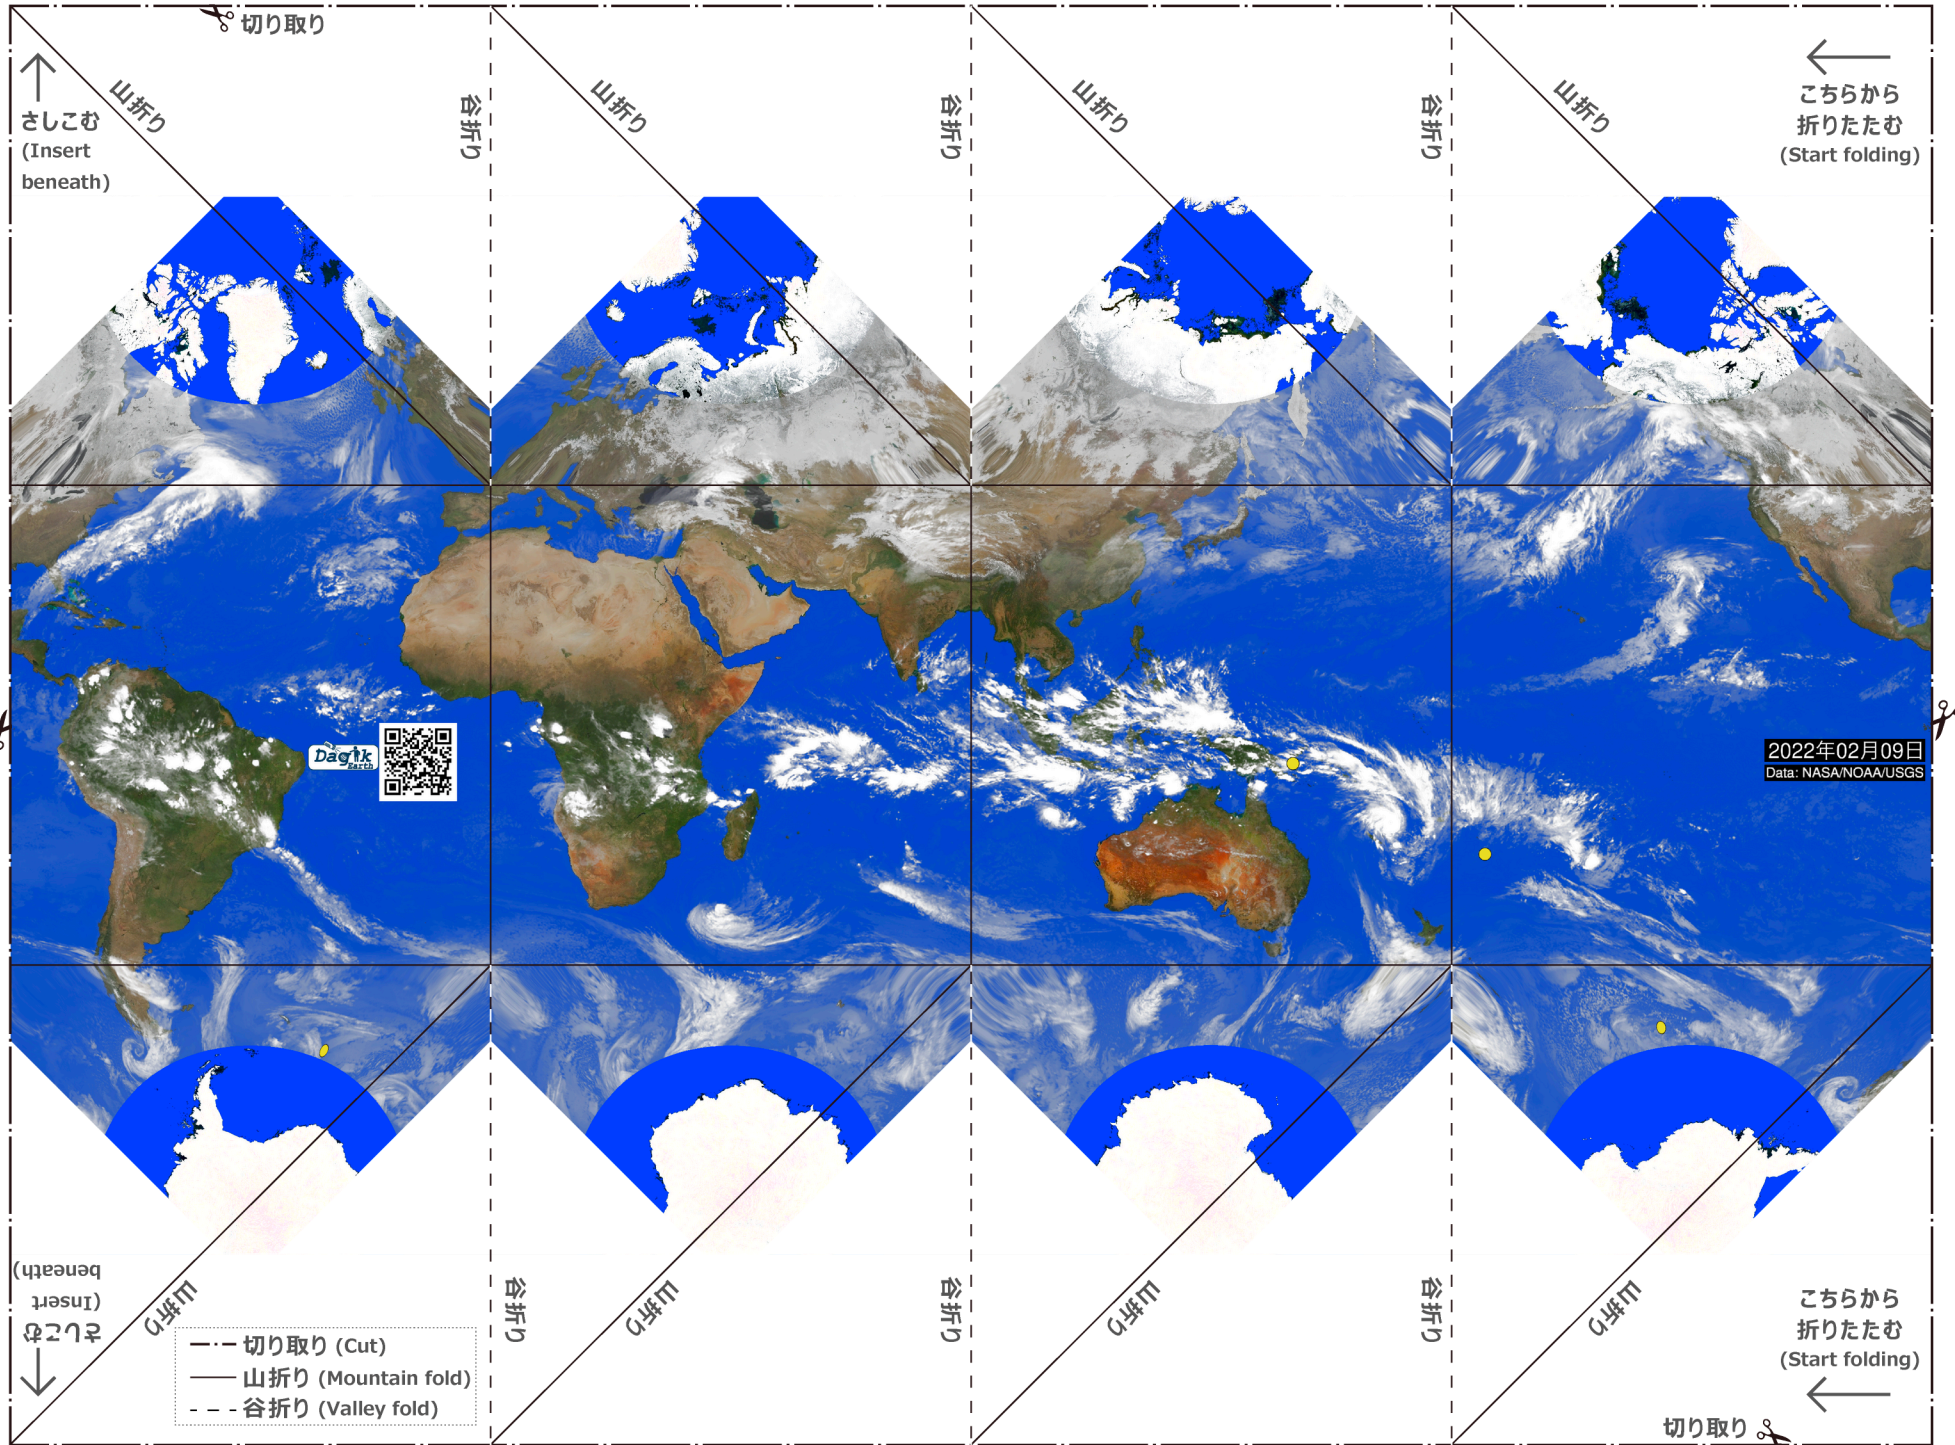 切り取り
さしこむ
(Insert
beneath)
山折り
谷折り
山折り
谷折り
山折り
谷折り
山折り
こちらから
折りたたむ
(Start folding)
Dagik
Earth
2022年02月09日
Data: NASA/NOAA/USGS
さしこむ
(Insert
beneath)
山折り
谷折り
山折り
谷折り
山折り
谷折り
山折り
こちらから
折りたたむ
(Start folding)
切り取り (Cut)
山折り (Mountain fold)
谷折り (Valley fold)
切り取り